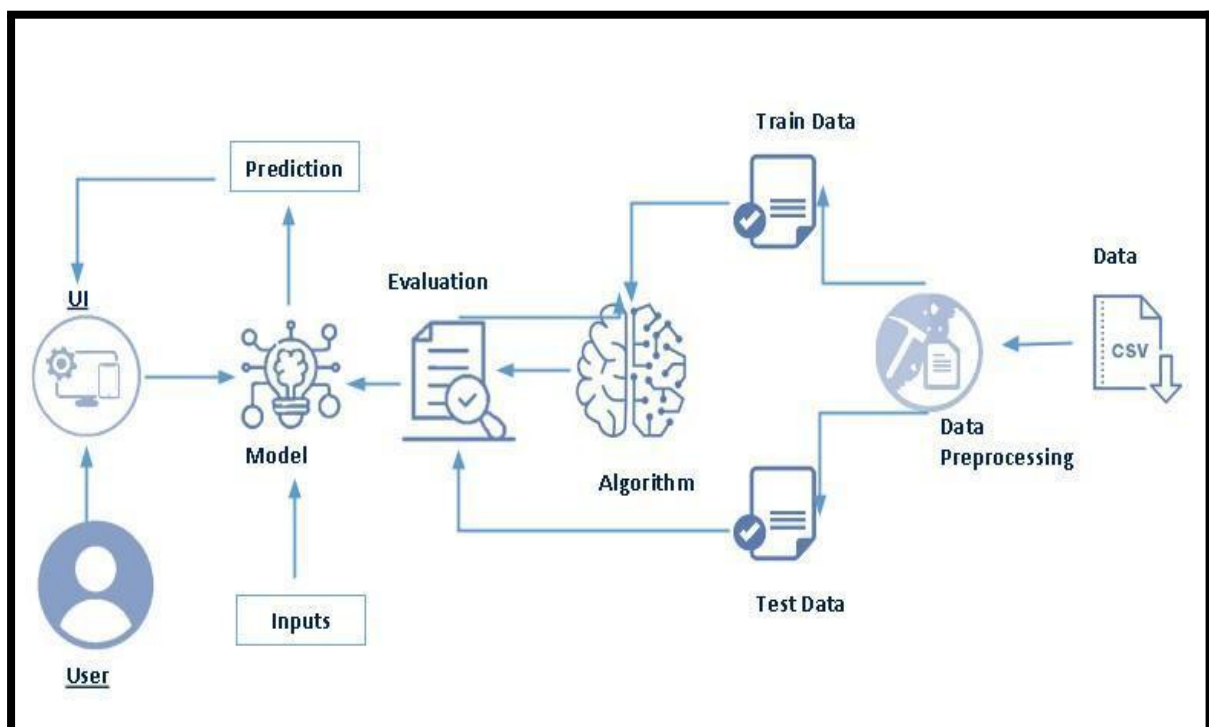 Train Data
Prediction
Data
UI
Evaluation
CSV
Model
Data
Preprocessing
Algorithm
Test Data
Inputs
User